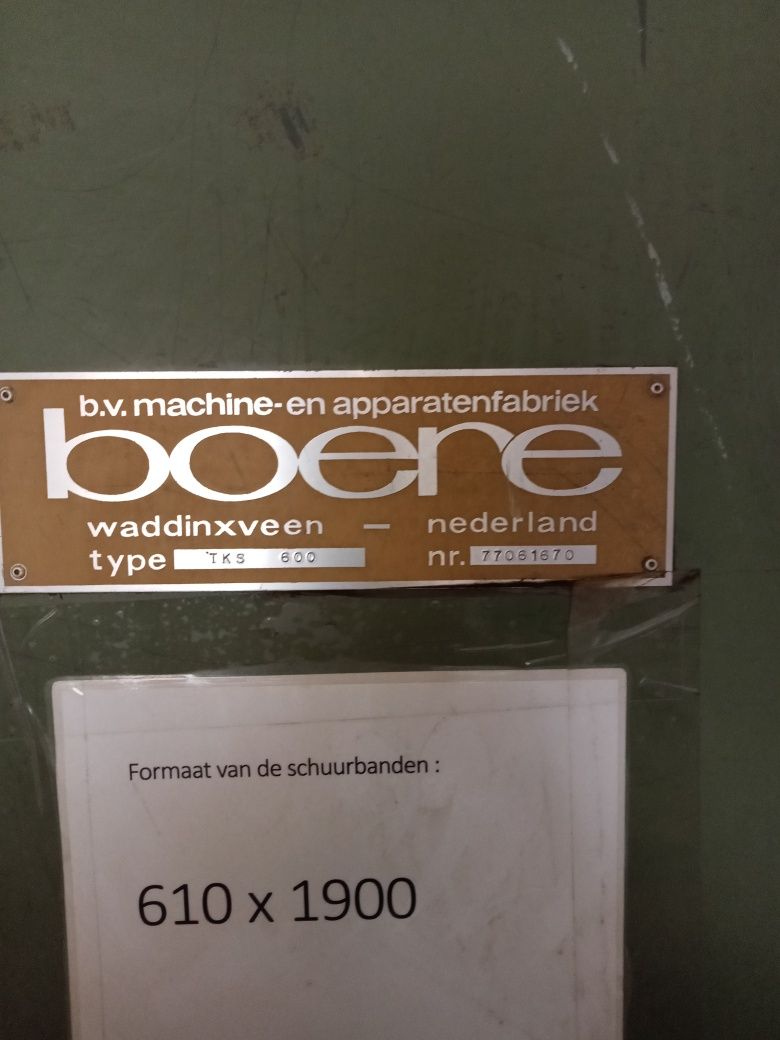 b.v. machine- en apparatenfabriek
boere
waddinxveen — nederland
type TKS 600 nr. 77061670
Formaat van de schuurbanden :
610 x 1900